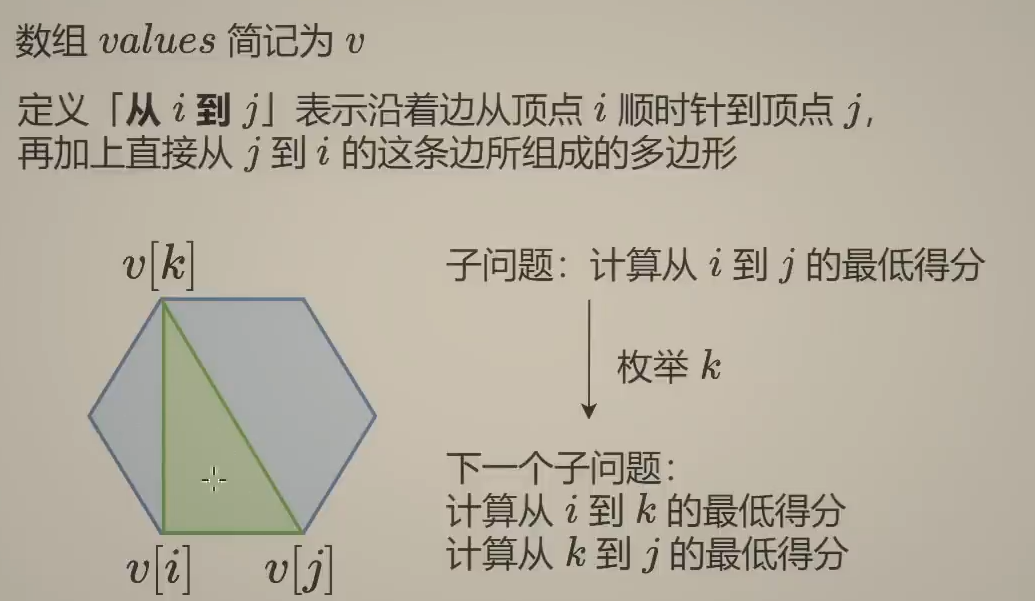 数组 values 简记为 v
定义「从 i 到 j」表示沿着边从顶点 i 顺时针到顶点 j，
再加上直接从 j 到 i 的这条边所组成的多边形
v[k]
子问题：计算从 i 到 j 的最低得分
枚举 k
下一个子问题：
计算从 i 到 k 的最低得分
计算从 k 到 j 的最低得分
v[i] v[j]